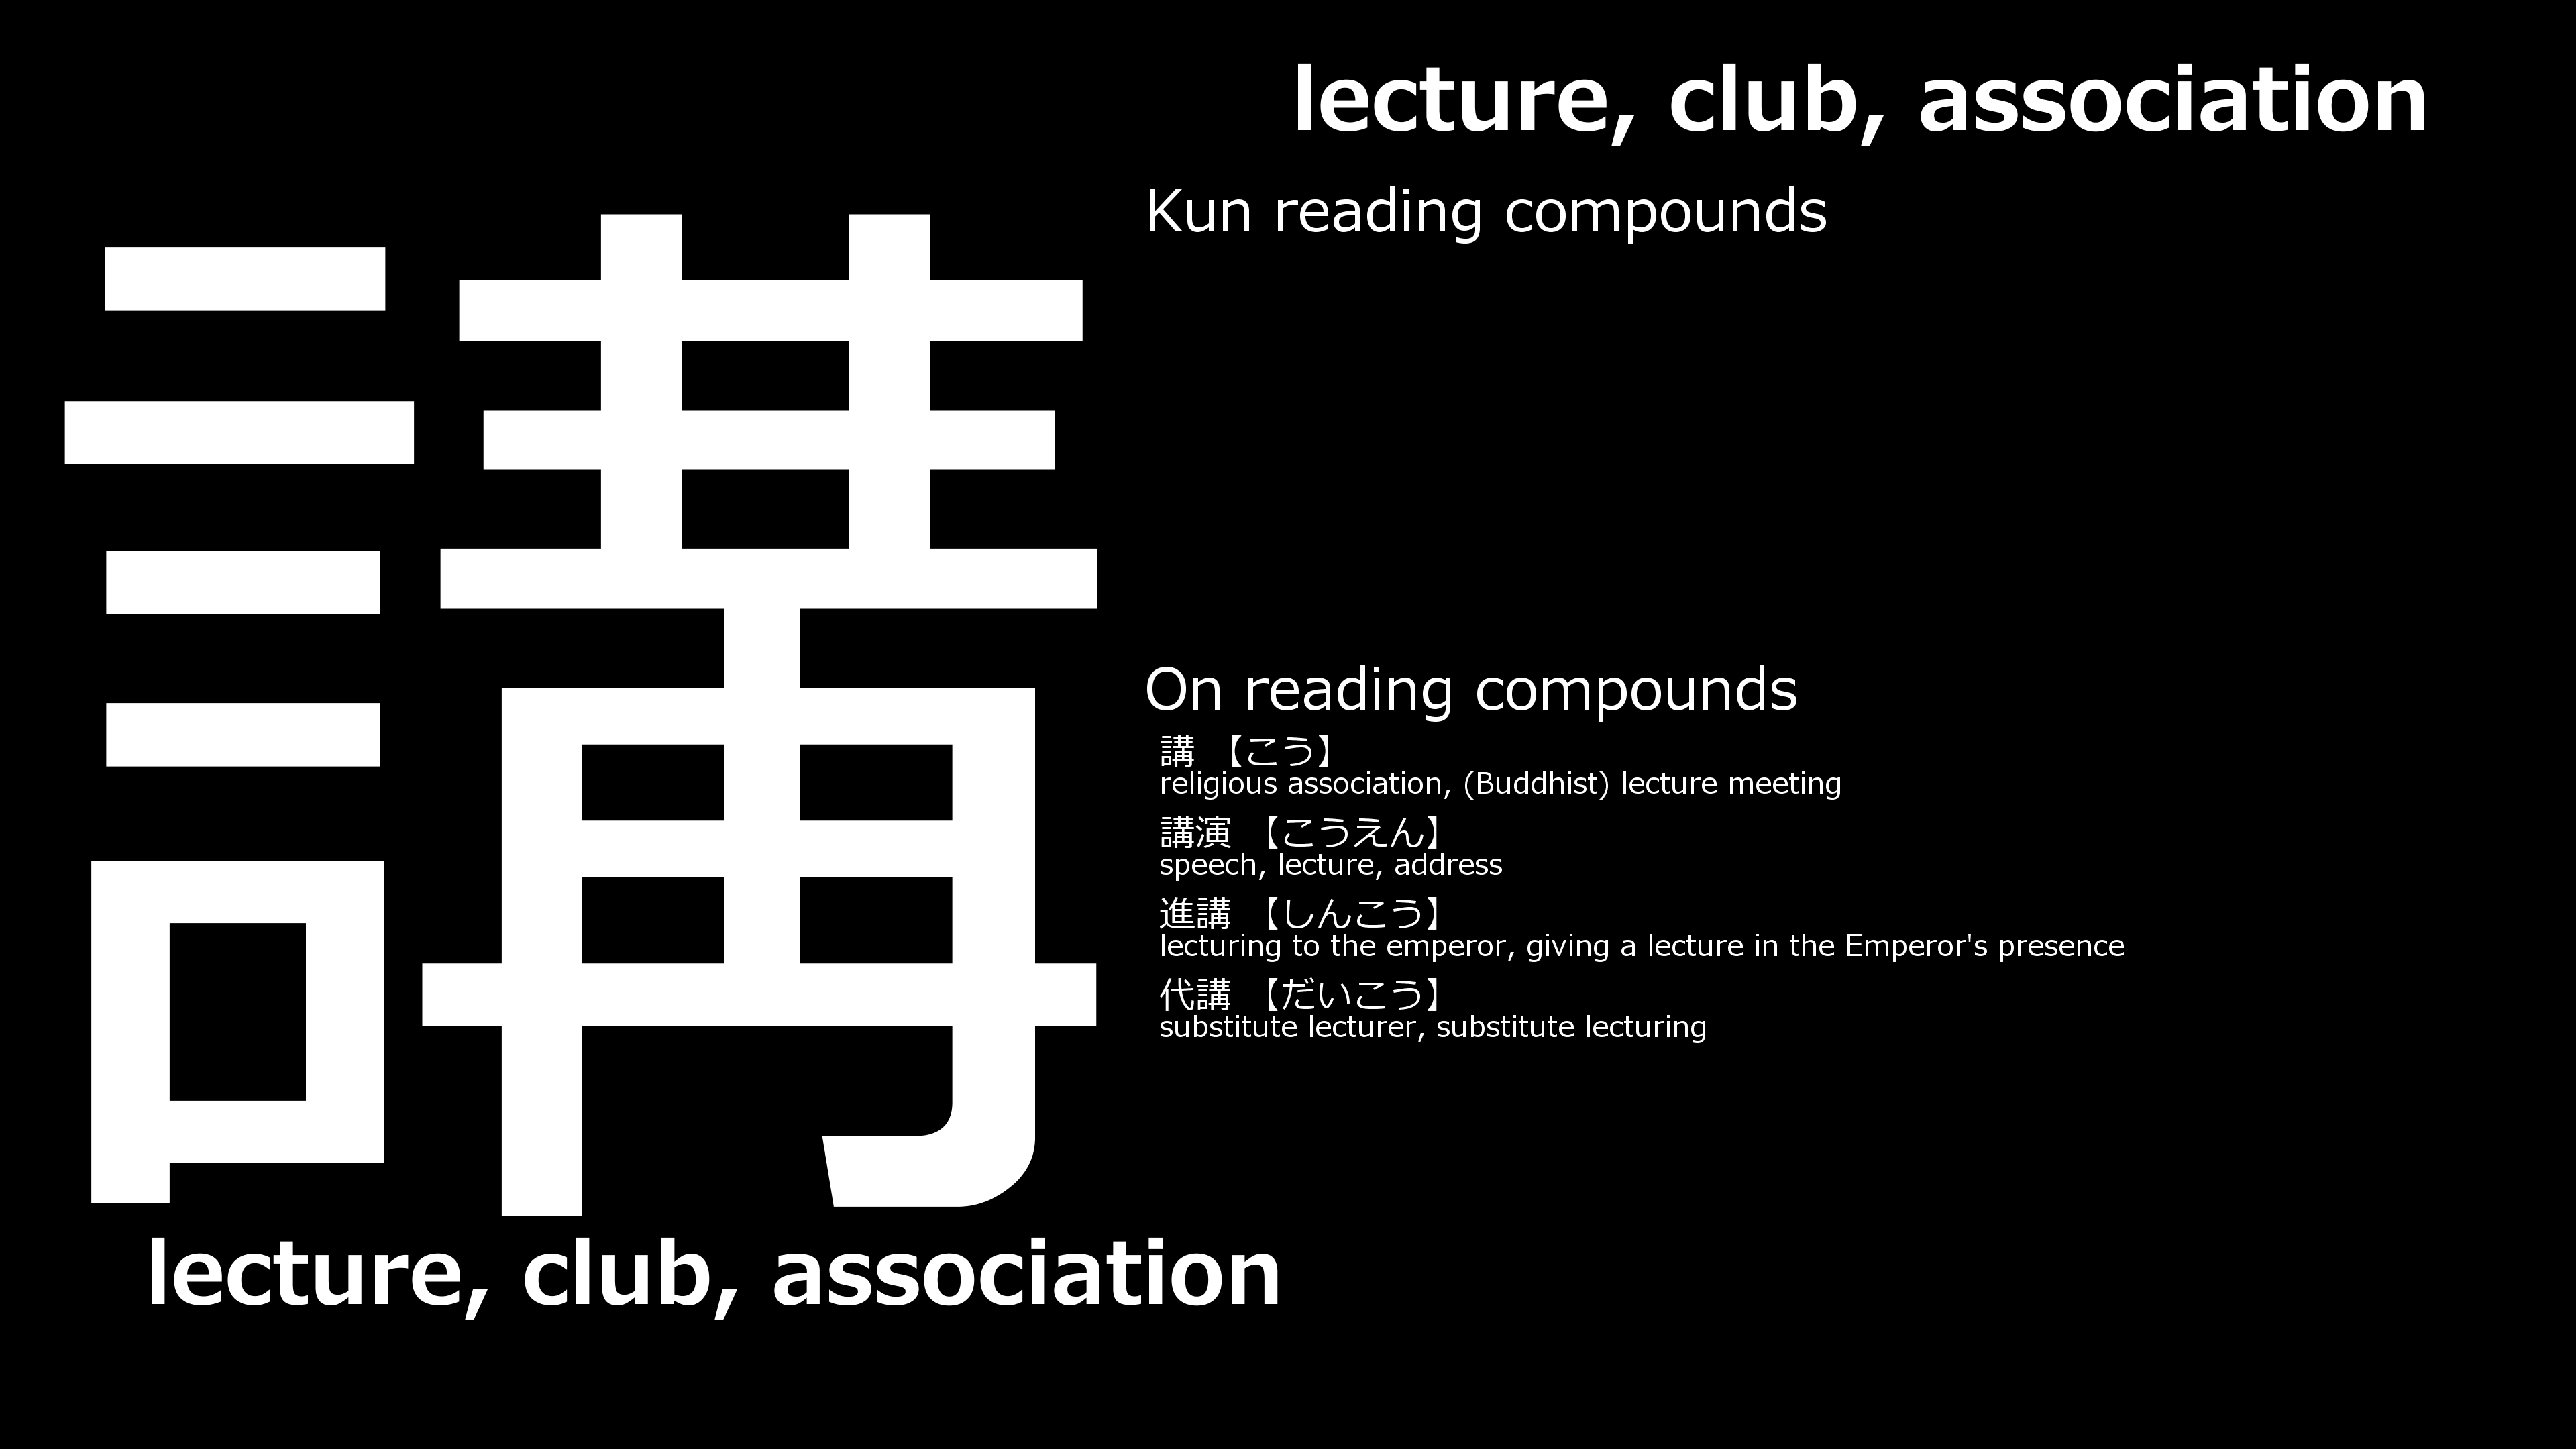 講
lecture, club, association
lecture, club, association
Kun reading compounds
On reading compounds
講 【こう】
religious association, (Buddhist) lecture meeting
講演 【こうえん】
speech, lecture, address
進講 【しんこう】
lecturing to the emperor, giving a lecture in the Emperor's presence
代講 【だいこう】
substitute lecturer, substitute lecturing